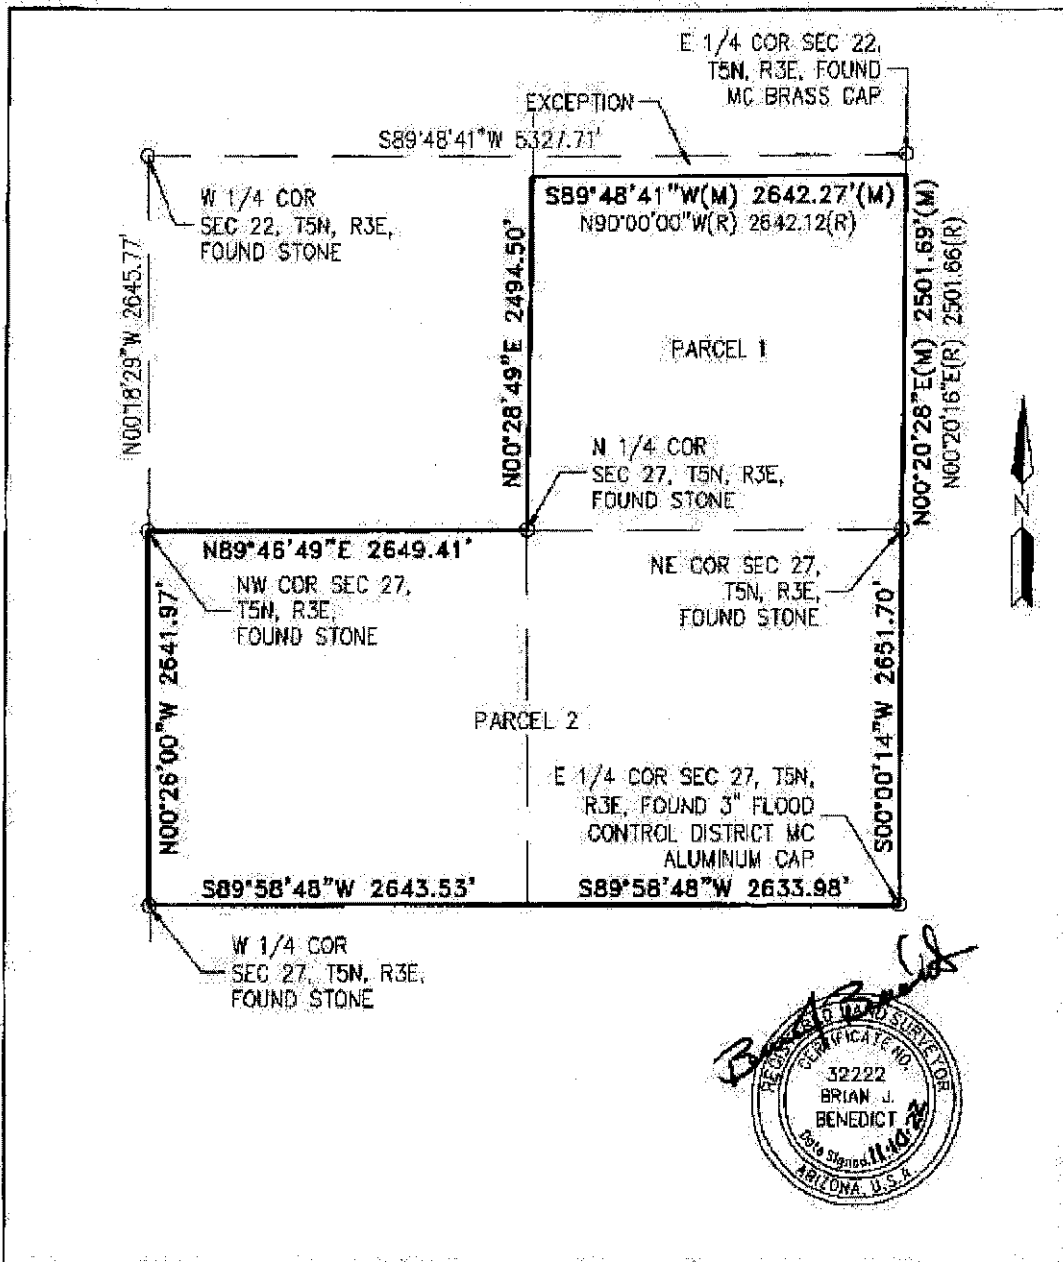 E 1/4 COR SEC 22,
T5N, R3E, FOUND
MC BRASS CAP
EXCEPTION
S89°48'41"W 5327.71'
W 1/4 COR
SEC 22, T5N, R3E,
FOUND STONE
S89°48'41"W(M) 2642.27'(M)
N90°00'00"W(R) 2642.12(R)
N00°18'29"W 2645.77'
N00°28'49"E 2494.50'
N00°20'28"E(M) 2501.69'(M)
N00°20'16"E(R) 2501.66(R)
PARCEL 1
N 1/4 COR
SEC 27, T5N, R3E,
FOUND STONE
N
N89°46'49"E 2649.41'
NW COR SEC 27,
T5N, R3E,
FOUND STONE
NE COR SEC 27,
T5N, R3E,
FOUND STONE
N00°26'00"W 2641.97'
S00°00'14"W 2651.70'
PARCEL 2
E 1/4 COR SEC 27, T5N,
R3E, FOUND 3" FLOOD
CONTROL DISTRICT MC
ALUMINUM CAP
S89°58'48"W 2643.53'
S89°58'48"W 2633.98'
W 1/4 COR
SEC 27, T5N, R3E,
FOUND STONE
REGISTERED LAND SURVEYOR
CERTIFICATE NO.
32222
BRIAN J.
BENEDICT
Date Signed
ARIZONA, U.S.A.